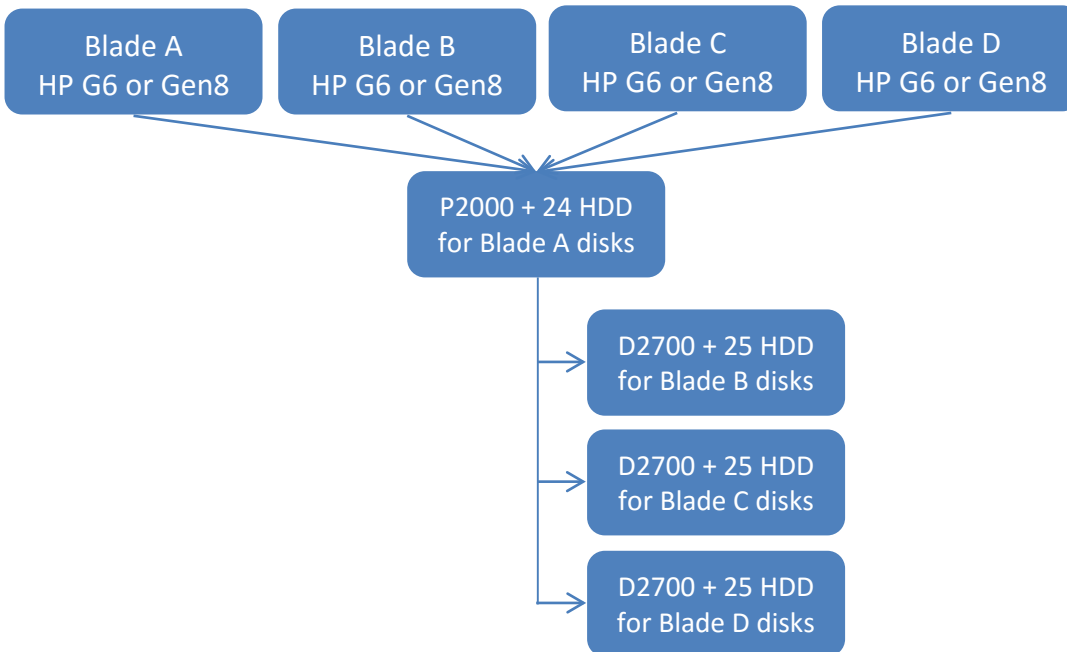 Blade A
HP G6 or Gen8
Blade B
HP G6 or Gen8
Blade C
HP G6 or Gen8
Blade D
HP G6 or Gen8
P2000 + 24 HDD
for Blade A disks
D2700 + 25 HDD
for Blade B disks
D2700 + 25 HDD
for Blade C disks
D2700 + 25 HDD
for Blade D disks